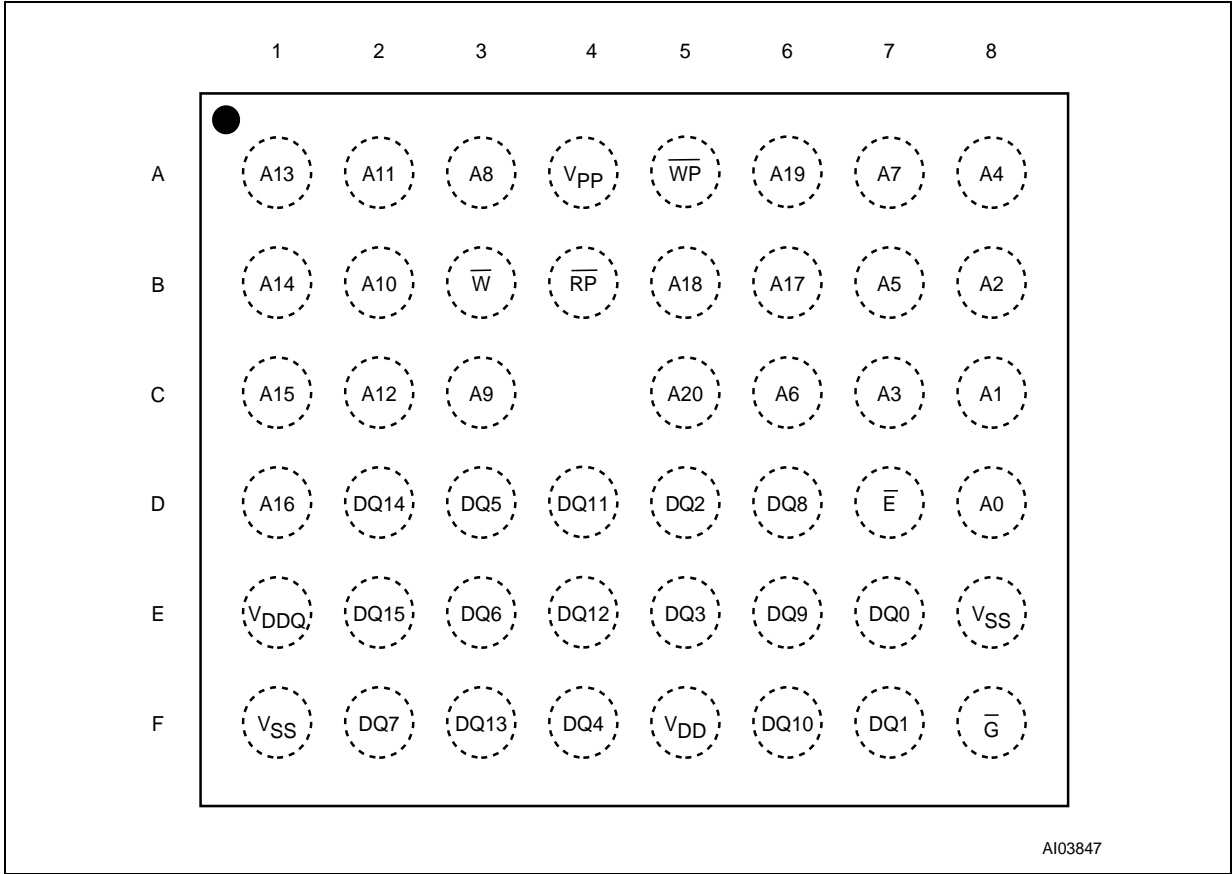 1 2 3 4 5 6 7 8
A A13 A11 A8 VPP W̅P̅ A19 A7 A4
B A14 A10 W̅ R̅P̅ A18 A17 A5 A2
C A15 A12 A9 A20 A6 A3 A1
D A16 DQ14 DQ5 DQ11 DQ2 DQ8 E̅ A0
E VDDQ DQ15 DQ6 DQ12 DQ3 DQ9 DQ0 VSS
F VSS DQ7 DQ13 DQ4 VDD DQ10 DQ1 G̅
AI03847